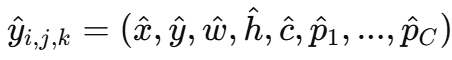 ŷ_{i,j,k} = (x̂, ŷ, ŵ, ĥ, ĉ, p̂_1, ..., p̂_C)